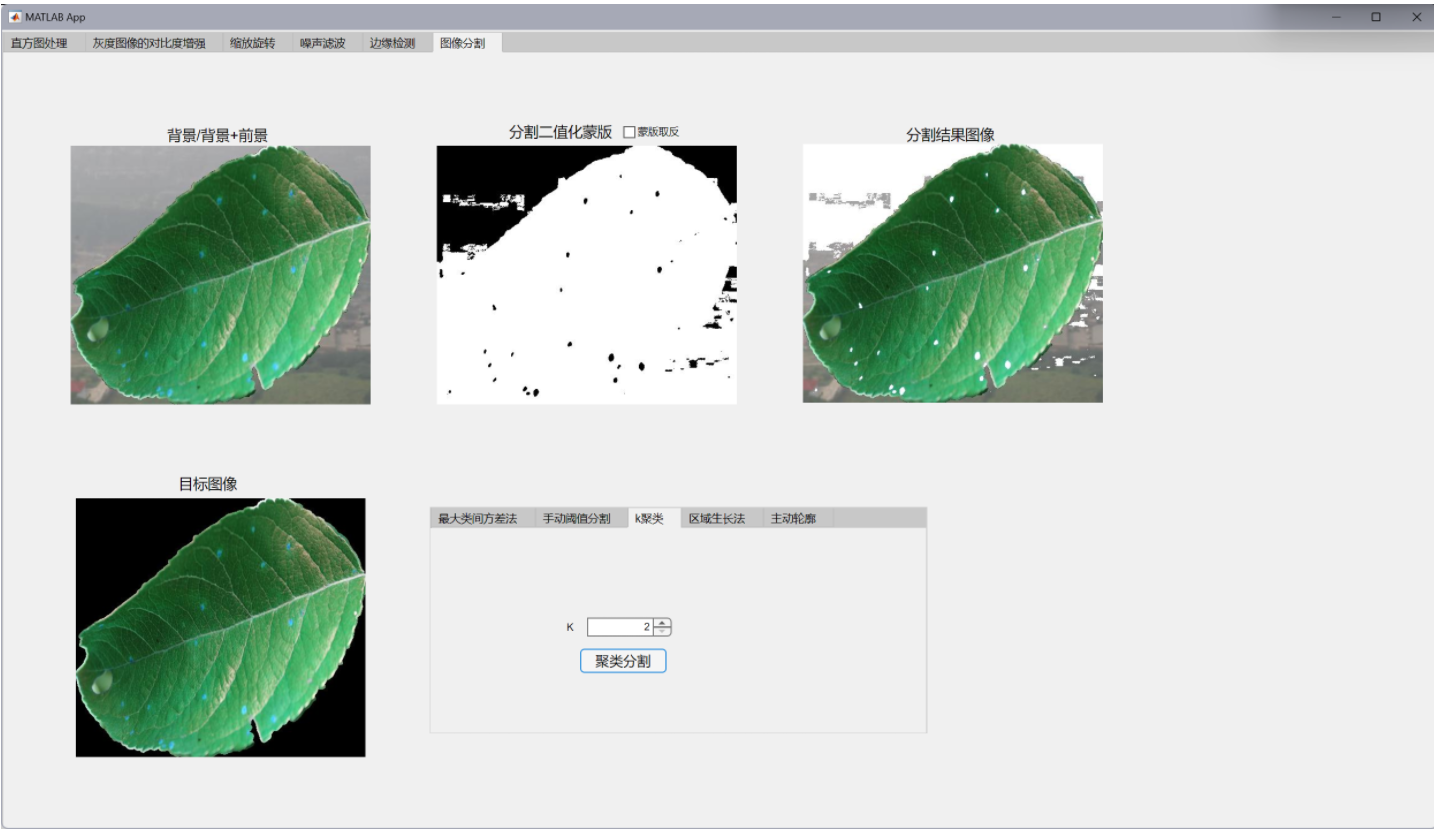 MATLAB App
直方图处理 灰度图像的对比度增强 缩放旋转 噪声滤波 边缘检测 图像分割
背景/背景+前景 分割二值化蒙版 蒙版取反 分割结果图像
目标图像
最大类间方差法 手动阈值分割 k聚类 区域生长法 主动轮廓
K 2
聚类分割